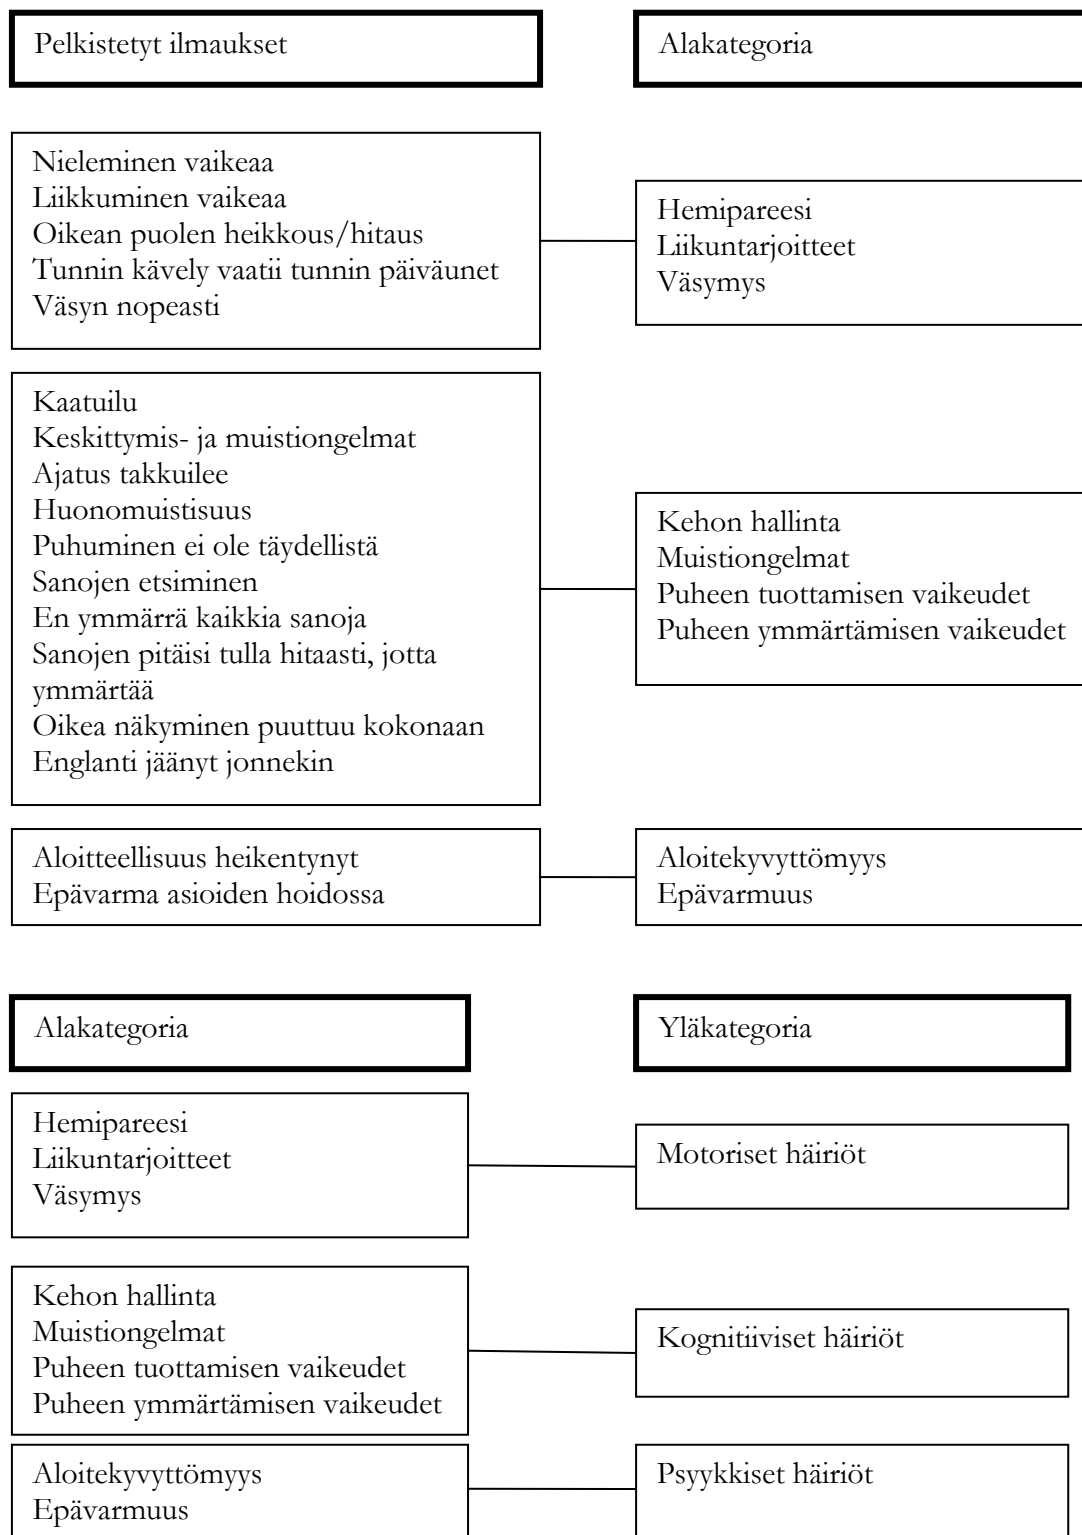 Pelkistetyt ilmaukset
Alakategoria
Nieleminen vaikeaa
Liikkuminen vaikeaa
Oikean puolen heikkous/hitaus
Tunnin kävely vaatii tunnin päiväunet
Väsyn nopeasti
Hemipareesi
Liikuntarjoitteet
Väsymys
Kaatuilu
Keskittymis- ja muistiongelmat
Ajatus takkuilee
Huonomuistisuus
Puhuminen ei ole täydellistä
Sanojen etsiminen
En ymmärrä kaikkia sanoja
Sanojen pitäisi tulla hitaasti, jotta
ymmärtää
Oikea näkyminen puuttuu kokonaan
Englanti jäänyt jonnekin
Kehon hallinta
Muistiongelmat
Puheen tuottamisen vaikeudet
Puheen ymmärtämisen vaikeudet
Aloitteellisuus heikentynyt
Epävarma asioiden hoidossa
Aloitekyvyttömyys
Epävarmuus
Alakategoria
Yläkategoria
Hemipareesi
Liikuntarjoitteet
Väsymys
Motoriset häiriöt
Kehon hallinta
Muistiongelmat
Puheen tuottamisen vaikeudet
Puheen ymmärtämisen vaikeudet
Kognitiiviset häiriöt
Aloitekyvyttömyys
Epävarmuus
Psyykkiset häiriöt